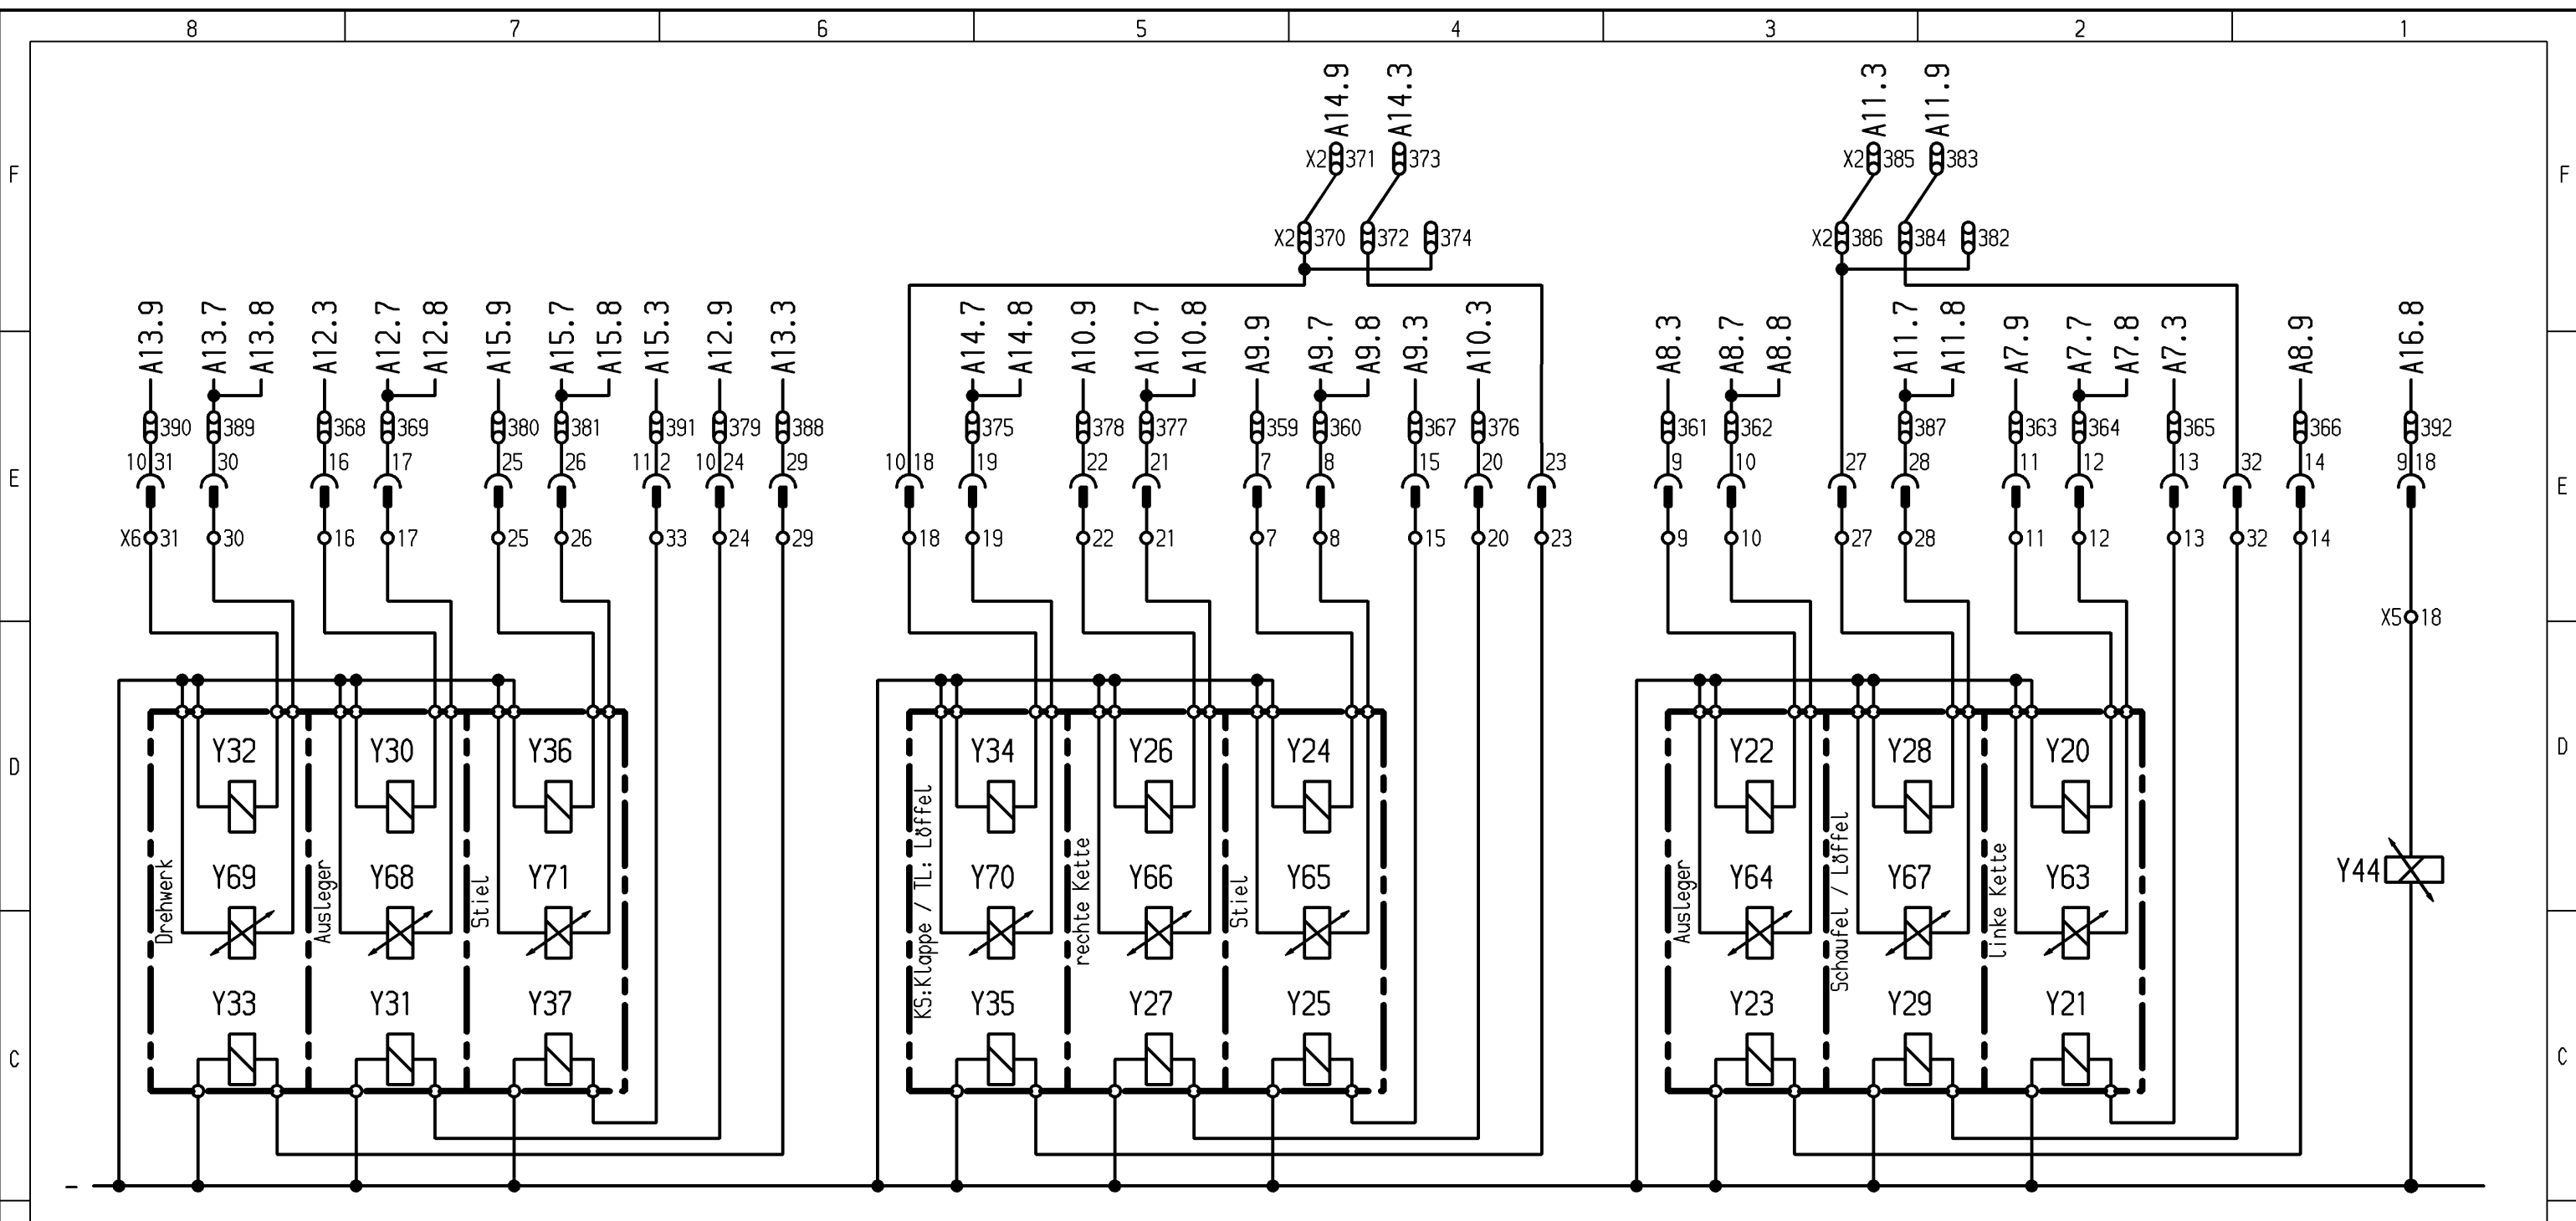 8 7 6 5 4 3 2 1
A14.9 A14.3 A11.3 A11.9
F X2 371 373 X2 385 383 F
X2 370 372 374 X2 386 384 382
A13.9 A13.7 A13.8 A12.3 A12.7 A12.8 A15.9 A15.7 A15.8 A15.3 A12.9 A13.3 A14.7 A14.8 A10.9 A10.7 A10.8 A9.9 A9.7 A9.8 A9.3 A10.3 A8.3 A8.7 A8.8 A11.7 A11.8 A7.9 A7.7 A7.8 A7.3 A8.9 A16.8
390 389 368 369 380 381 391 379 388 375 378 377 359 360 367 376 361 362 387 363 364 365 366 392
10 31 30 16 17 25 26 11 2 10 24 29 10 18 19 22 21 7 8 15 20 23 9 10 27 28 11 12 13 32 14 9 18
E E
X6 31 30 16 17 25 26 33 24 29 18 19 22 21 7 8 15 20 23 9 10 27 28 11 12 13 32 14
X5 18
D Y32 Y30 Y36 Y34 Y26 Y24 Y22 Y28 Y20 D
Drehwerk Ausleger Stiel KS:Klappe / TL: Löffel rechte Kette Stiel Ausleger Schaufel / Löffel linke Kette
Y69 Y68 Y71 Y70 Y66 Y65 Y64 Y67 Y63 Y44
Y33 Y31 Y37 Y35 Y27 Y25 Y23 Y29 Y21
C C
–